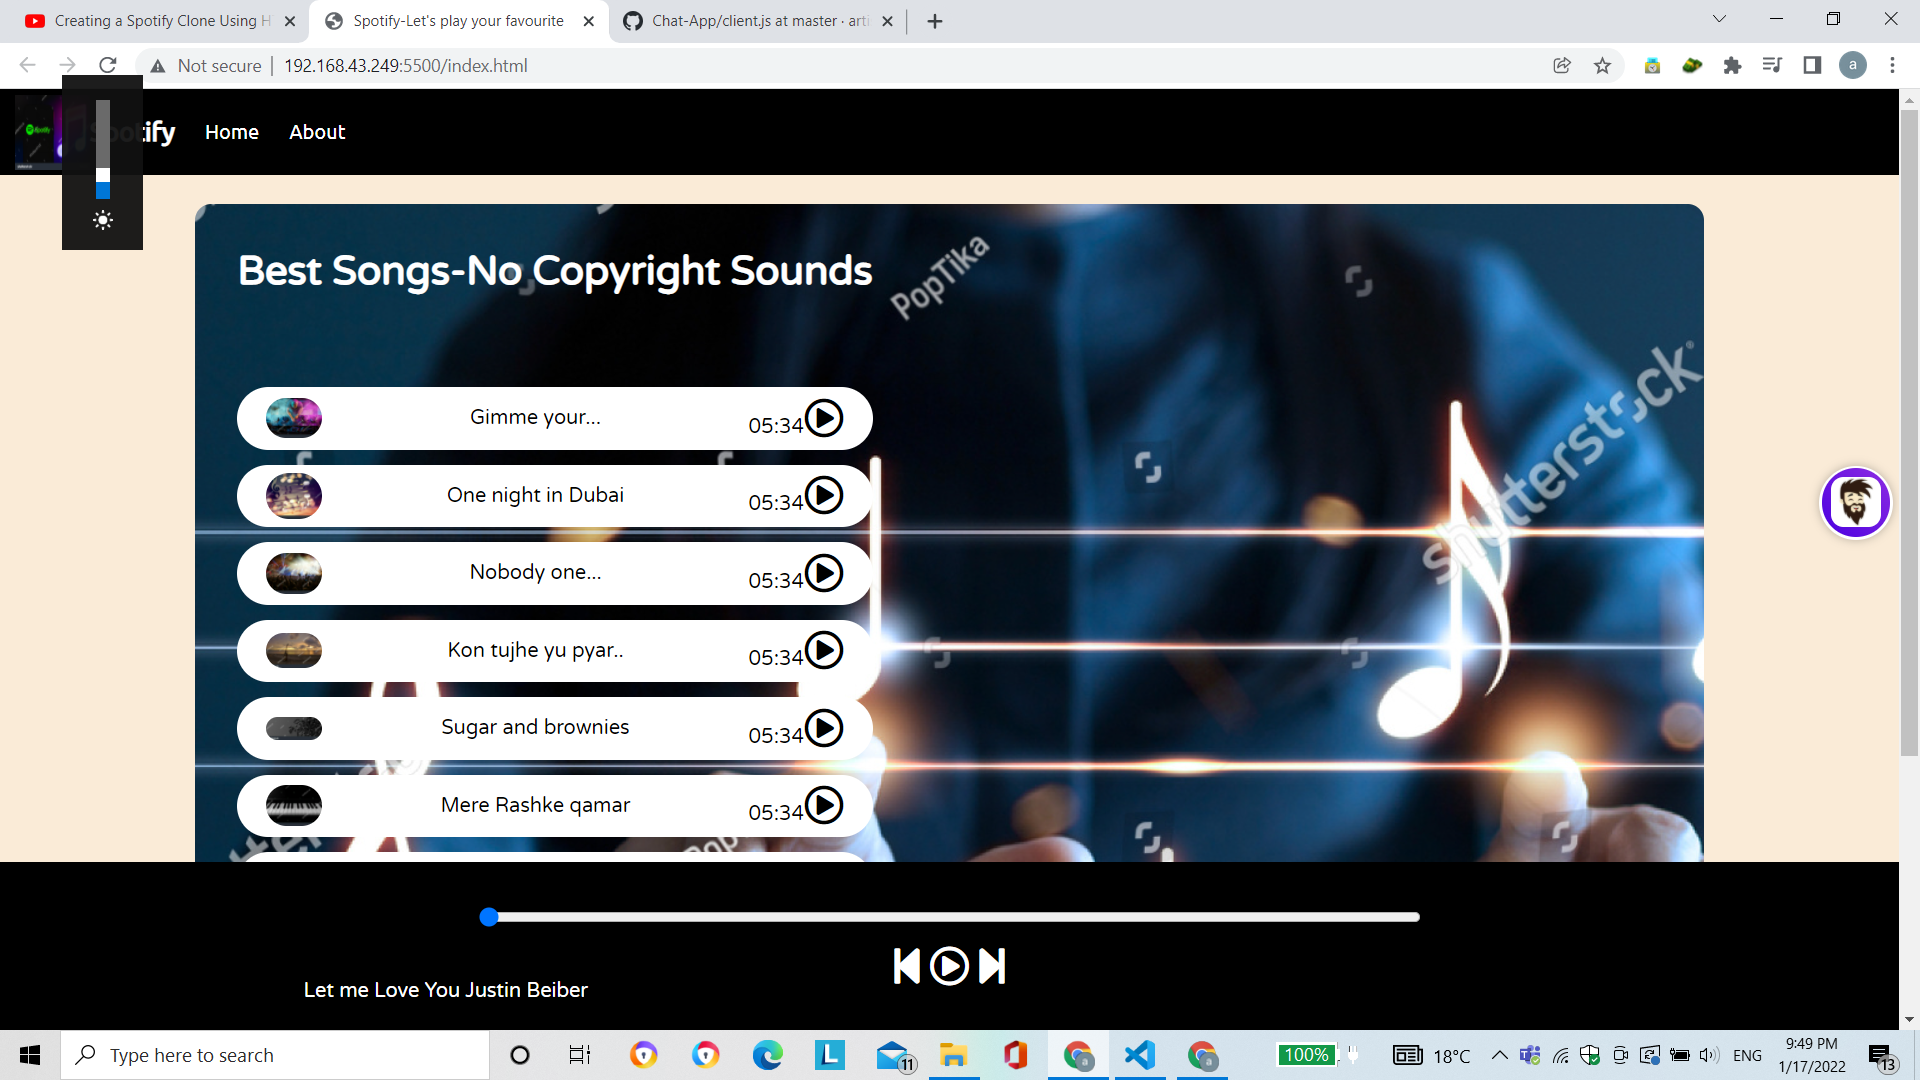 Creating a Spotify Clone Using H
Spotify-Let's play your favourite
Chat-App/client.js at master · arti
Not secure
192.168.43.249:5500/index.html
a
Spotify
Home
About
Best Songs-No Copyright Sounds
PopTika
shutterstock
Gimme your...
05:34
One night in Dubai
05:34
Nobody one...
05:34
Kon tujhe yu pyar..
05:34
Sugar and brownies
05:34
Mere Rashke qamar
05:34
Let me Love You Justin Beiber
Type here to search
L
11
a
a
100%
18°C
ENG
9:49 PM
1/17/2022
13